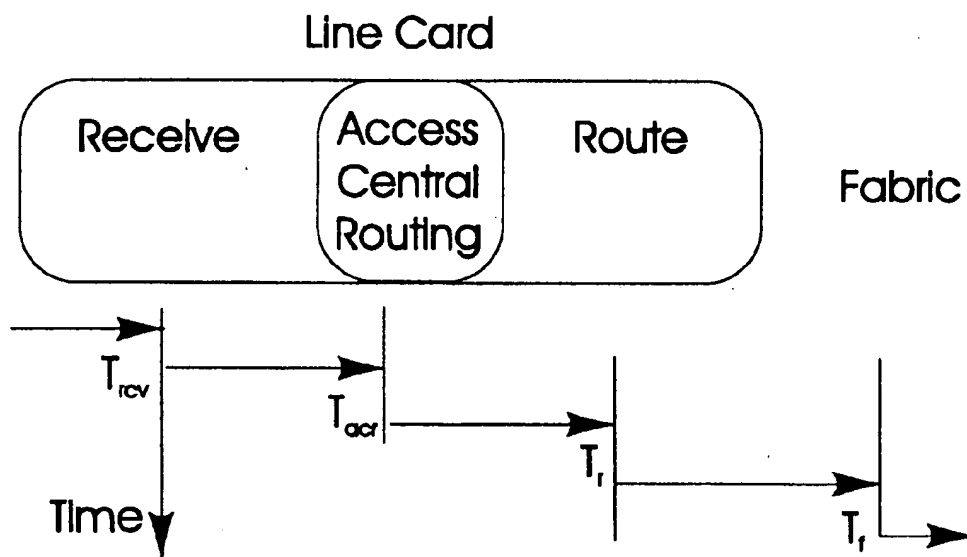 Line Card
Receive
Access
Central
Routing
Route
Fabric
T_rcv
T_acr
T_r
T_f
Time